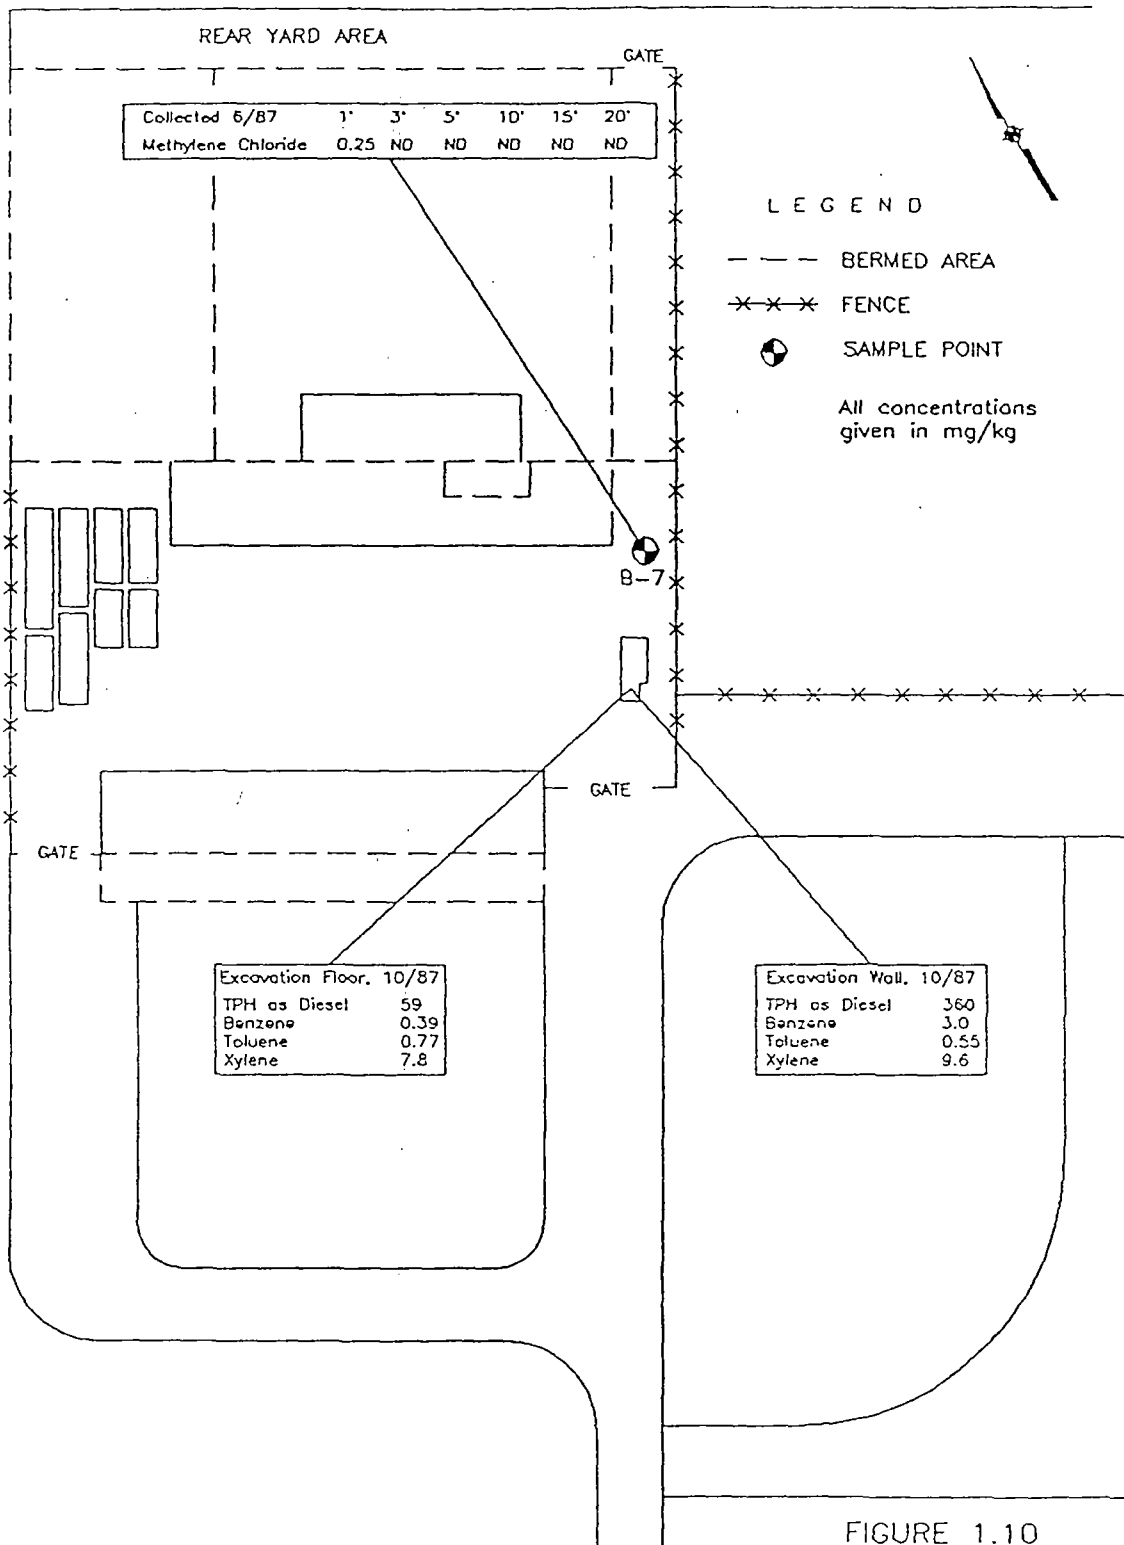 REAR YARD AREA
GATE
Collected 6/87 1' 3' 5' 10' 15' 20'
Methylene Chloride 0.25 ND ND ND ND ND
LEGEND
BERMED AREA
FENCE
SAMPLE POINT
All concentrations
given in mg/kg
B-7
GATE
GATE
Excavation Floor. 10/87
TPH as Diesel 59
Benzene 0.39
Toluene 0.77
Xylene 7.8
Excavation Wall. 10/87
TPH as Diesel 360
Benzene 3.0
Toluene 0.55
Xylene 9.6
FIGURE 1.10